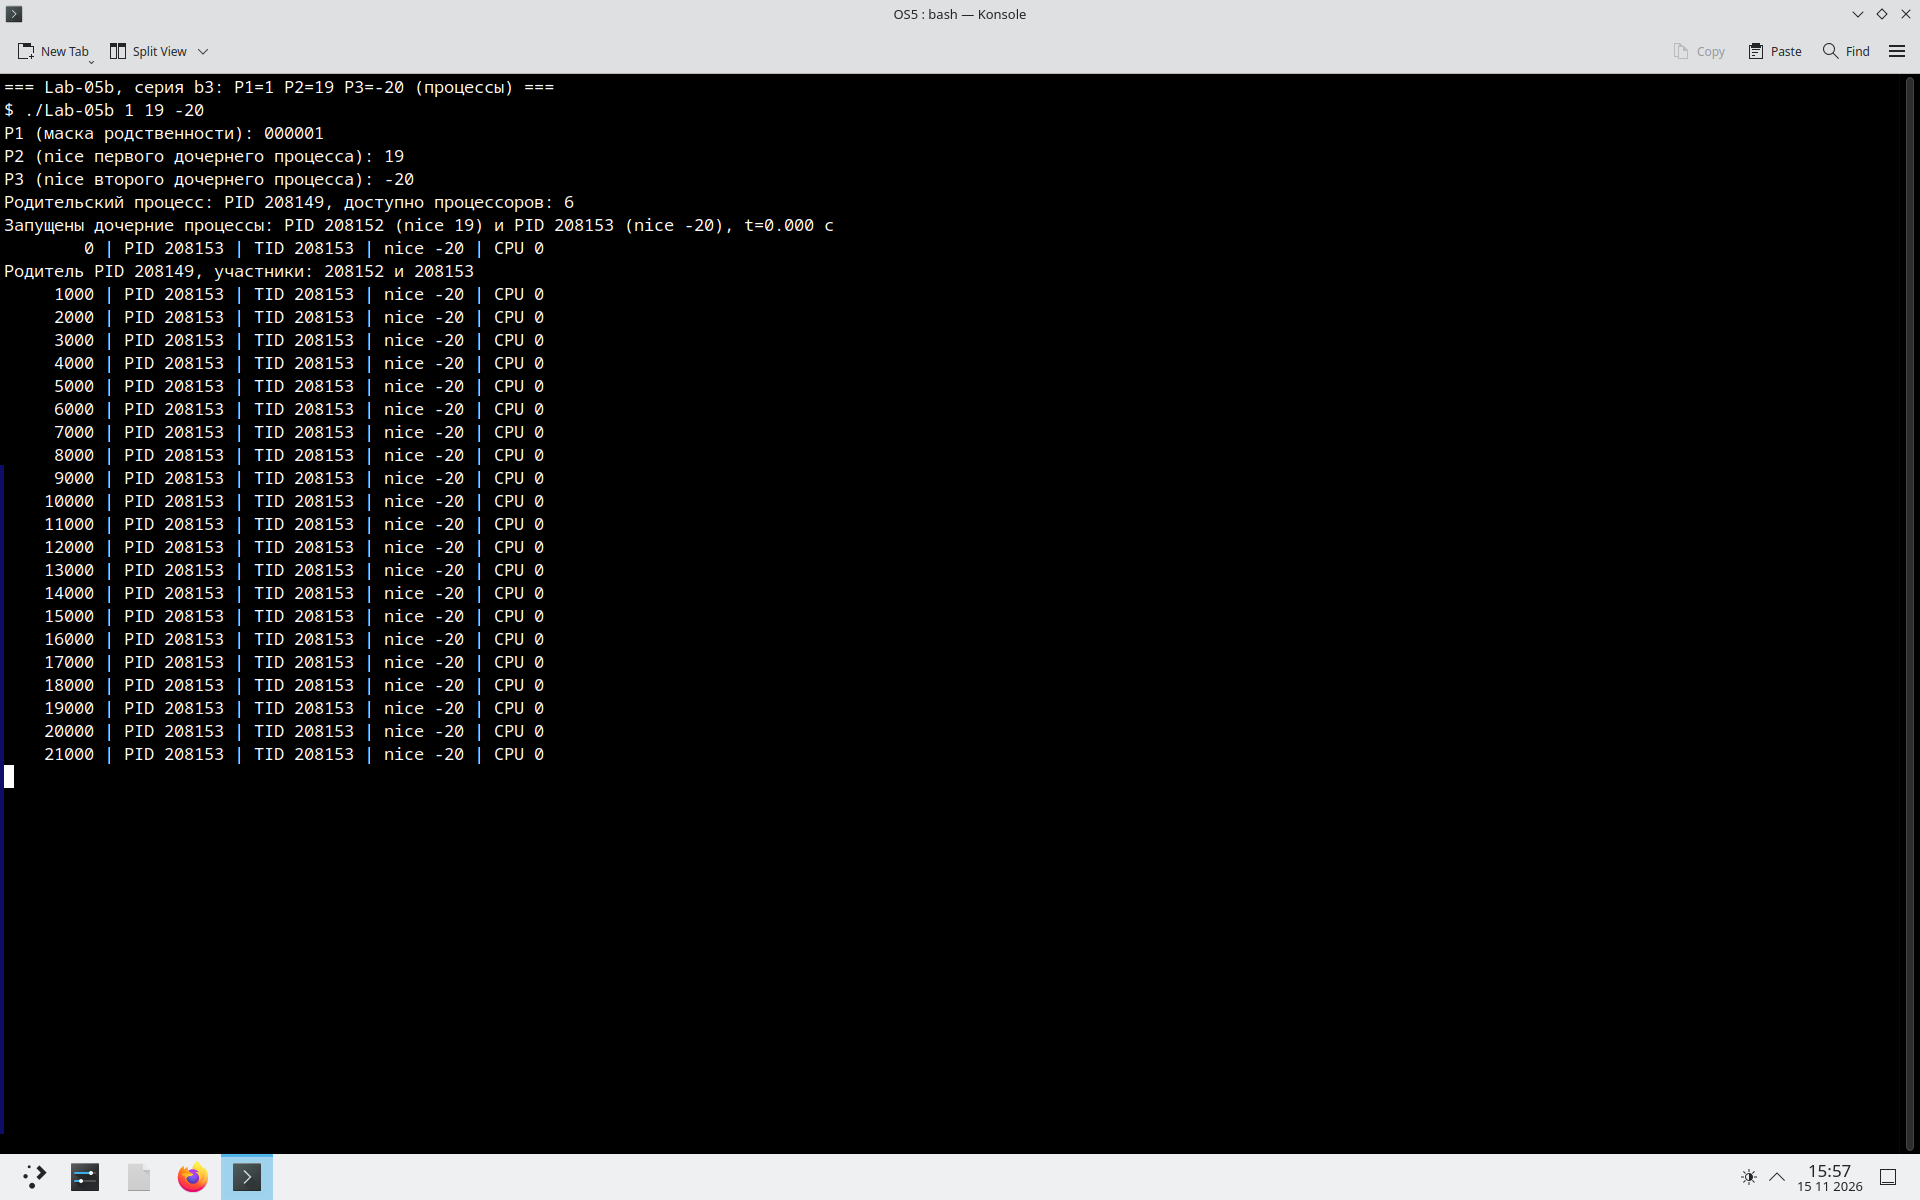 OS5 : bash — Konsole
New Tab Split View Copy Paste Find
=== Lab-05b, серия b3: P1=1 P2=19 P3=-20 (процессы) ===
$ ./Lab-05b 1 19 -20
P1 (маска родственности): 000001
P2 (nice первого дочернего процесса): 19
P3 (nice второго дочернего процесса): -20
Родительский процесс: PID 208149, доступно процессоров: 6
Запущены дочерние процессы: PID 208152 (nice 19) и PID 208153 (nice -20), t=0.000 с
0 | PID 208153 | TID 208153 | nice -20 | CPU 0
Родитель PID 208149, участники: 208152 и 208153
1000 | PID 208153 | TID 208153 | nice -20 | CPU 0
2000 | PID 208153 | TID 208153 | nice -20 | CPU 0
3000 | PID 208153 | TID 208153 | nice -20 | CPU 0
4000 | PID 208153 | TID 208153 | nice -20 | CPU 0
5000 | PID 208153 | TID 208153 | nice -20 | CPU 0
6000 | PID 208153 | TID 208153 | nice -20 | CPU 0
7000 | PID 208153 | TID 208153 | nice -20 | CPU 0
8000 | PID 208153 | TID 208153 | nice -20 | CPU 0
9000 | PID 208153 | TID 208153 | nice -20 | CPU 0
10000 | PID 208153 | TID 208153 | nice -20 | CPU 0
11000 | PID 208153 | TID 208153 | nice -20 | CPU 0
12000 | PID 208153 | TID 208153 | nice -20 | CPU 0
13000 | PID 208153 | TID 208153 | nice -20 | CPU 0
14000 | PID 208153 | TID 208153 | nice -20 | CPU 0
15000 | PID 208153 | TID 208153 | nice -20 | CPU 0
16000 | PID 208153 | TID 208153 | nice -20 | CPU 0
17000 | PID 208153 | TID 208153 | nice -20 | CPU 0
18000 | PID 208153 | TID 208153 | nice -20 | CPU 0
19000 | PID 208153 | TID 208153 | nice -20 | CPU 0
20000 | PID 208153 | TID 208153 | nice -20 | CPU 0
21000 | PID 208153 | TID 208153 | nice -20 | CPU 0
15:57
15 11 2026